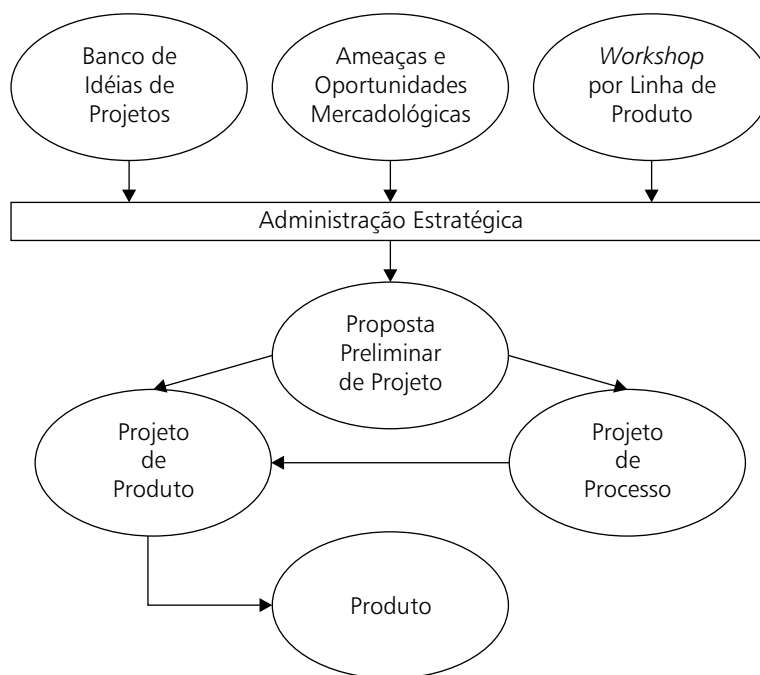 Banco de
Idéias de
Projetos
Ameaças e
Oportunidades
Mercadológicas
Workshop
por Linha de
Produto
Administração Estratégica
Proposta
Preliminar
de Projeto
Projeto
de
Produto
Projeto
de
Processo
Produto